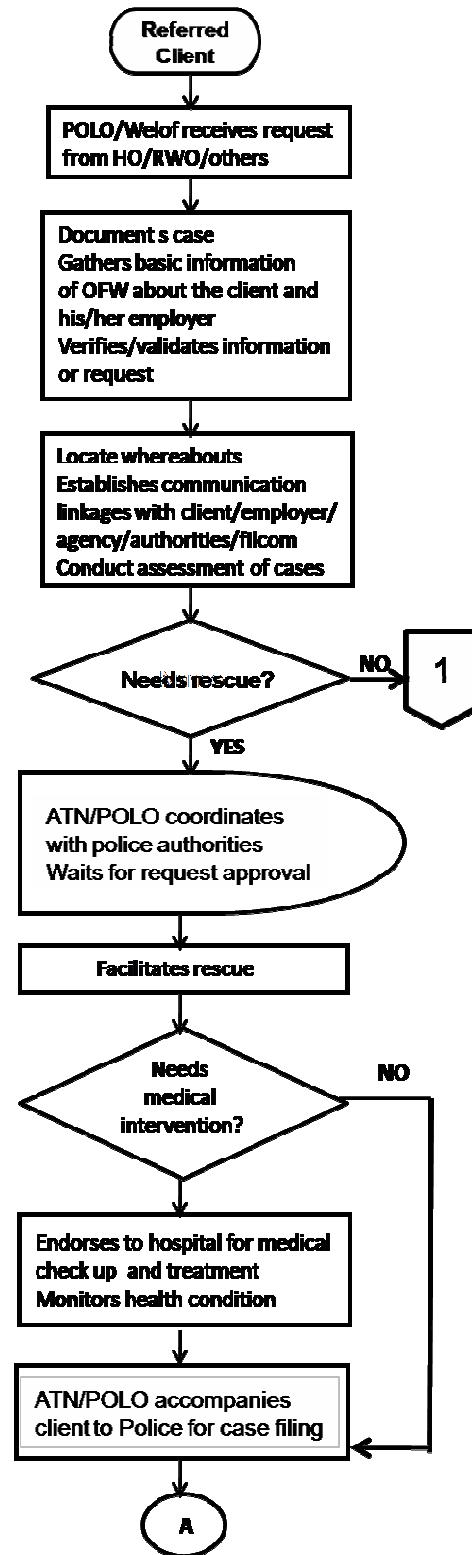 Referred
Client
POLO/Welof receives request
from HO/RWO/others
Document s case
Gathers basic information
of OFW about the client and
his/her employer
Verifies/validates information
or request
Locate whereabouts
Establishes communication
linkages with client/employer/
agency/authorities/filcom
Conduct assessment of cases
Needs rescue?
NO
1
YES
ATN/POLO coordinates
with police authorities
Waits for request approval
Facilitates rescue
Needs
medical
intervention?
NO
Endorses to hospital for medical
check up and treatment
Monitors health condition
ATN/POLO accompanies
client to Police for case filing
A